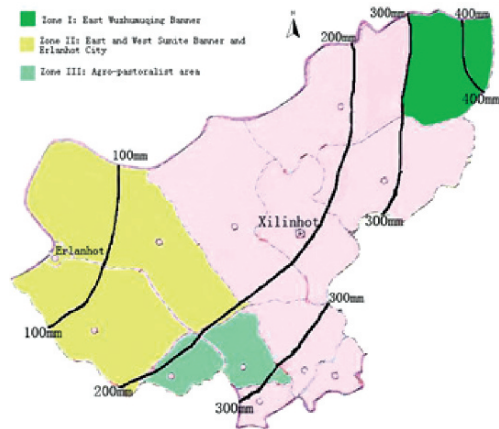 Zone I: East Wuzhumuqing Banner
Zone II: East and West Sunite Banner and
Erlanhot City
Zone III: Agro-pastoralist area
N
300mm
400mm
200mm
400mm
100mm
300mm
Xilinhot
Erlanhot
300mm
100mm
200mm
300mm